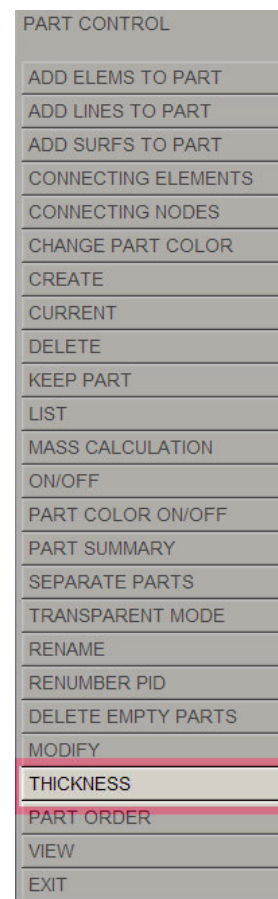 PART CONTROL
ADD ELEMS TO PART
ADD LINES TO PART
ADD SURFS TO PART
CONNECTING ELEMENTS
CONNECTING NODES
CHANGE PART COLOR
CREATE
CURRENT
DELETE
KEEP PART
LIST
MASS CALCULATION
ON/OFF
PART COLOR ON/OFF
PART SUMMARY
SEPARATE PARTS
TRANSPARENT MODE
RENAME
RENUMBER PID
DELETE EMPTY PARTS
MODIFY
THICKNESS
PART ORDER
VIEW
EXIT